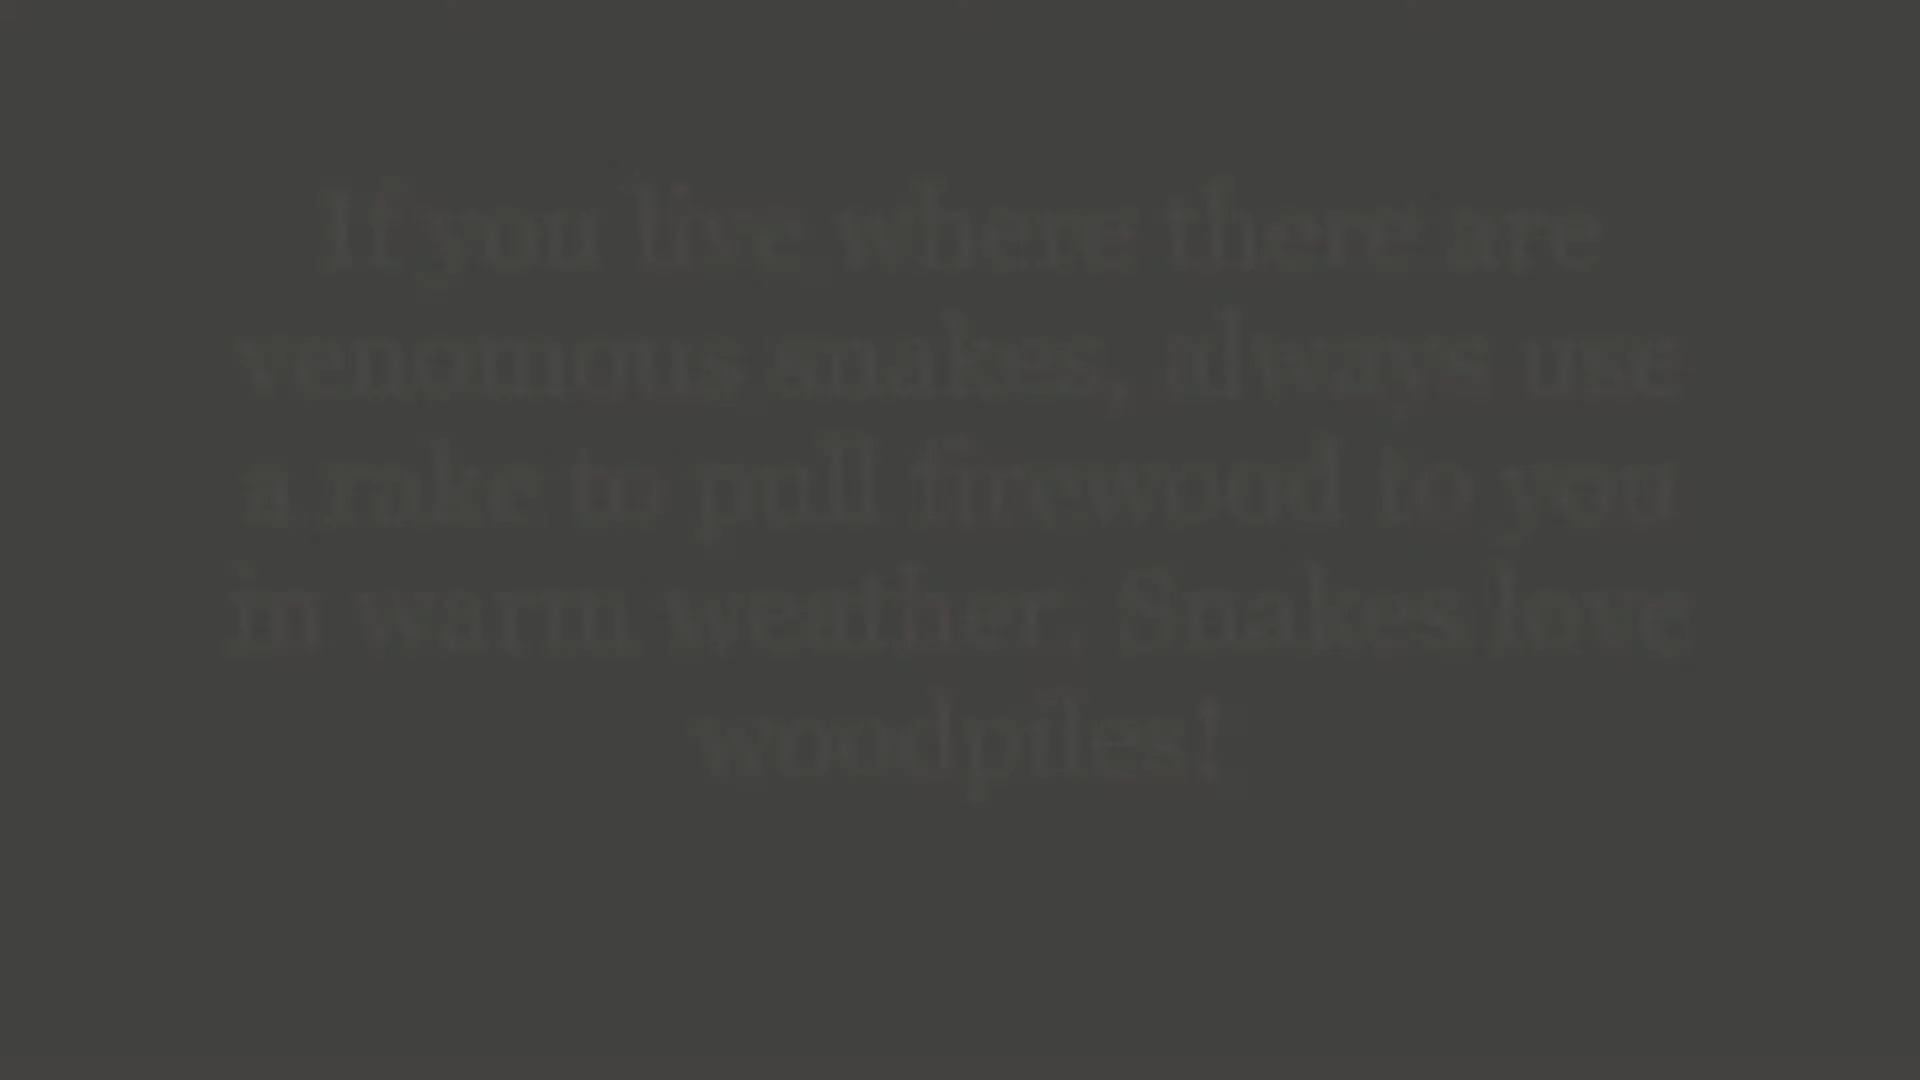 If you live where there are
venomous snakes, always use
a rake to pull firewood to you
in warm weather. Snakes love
woodpiles!